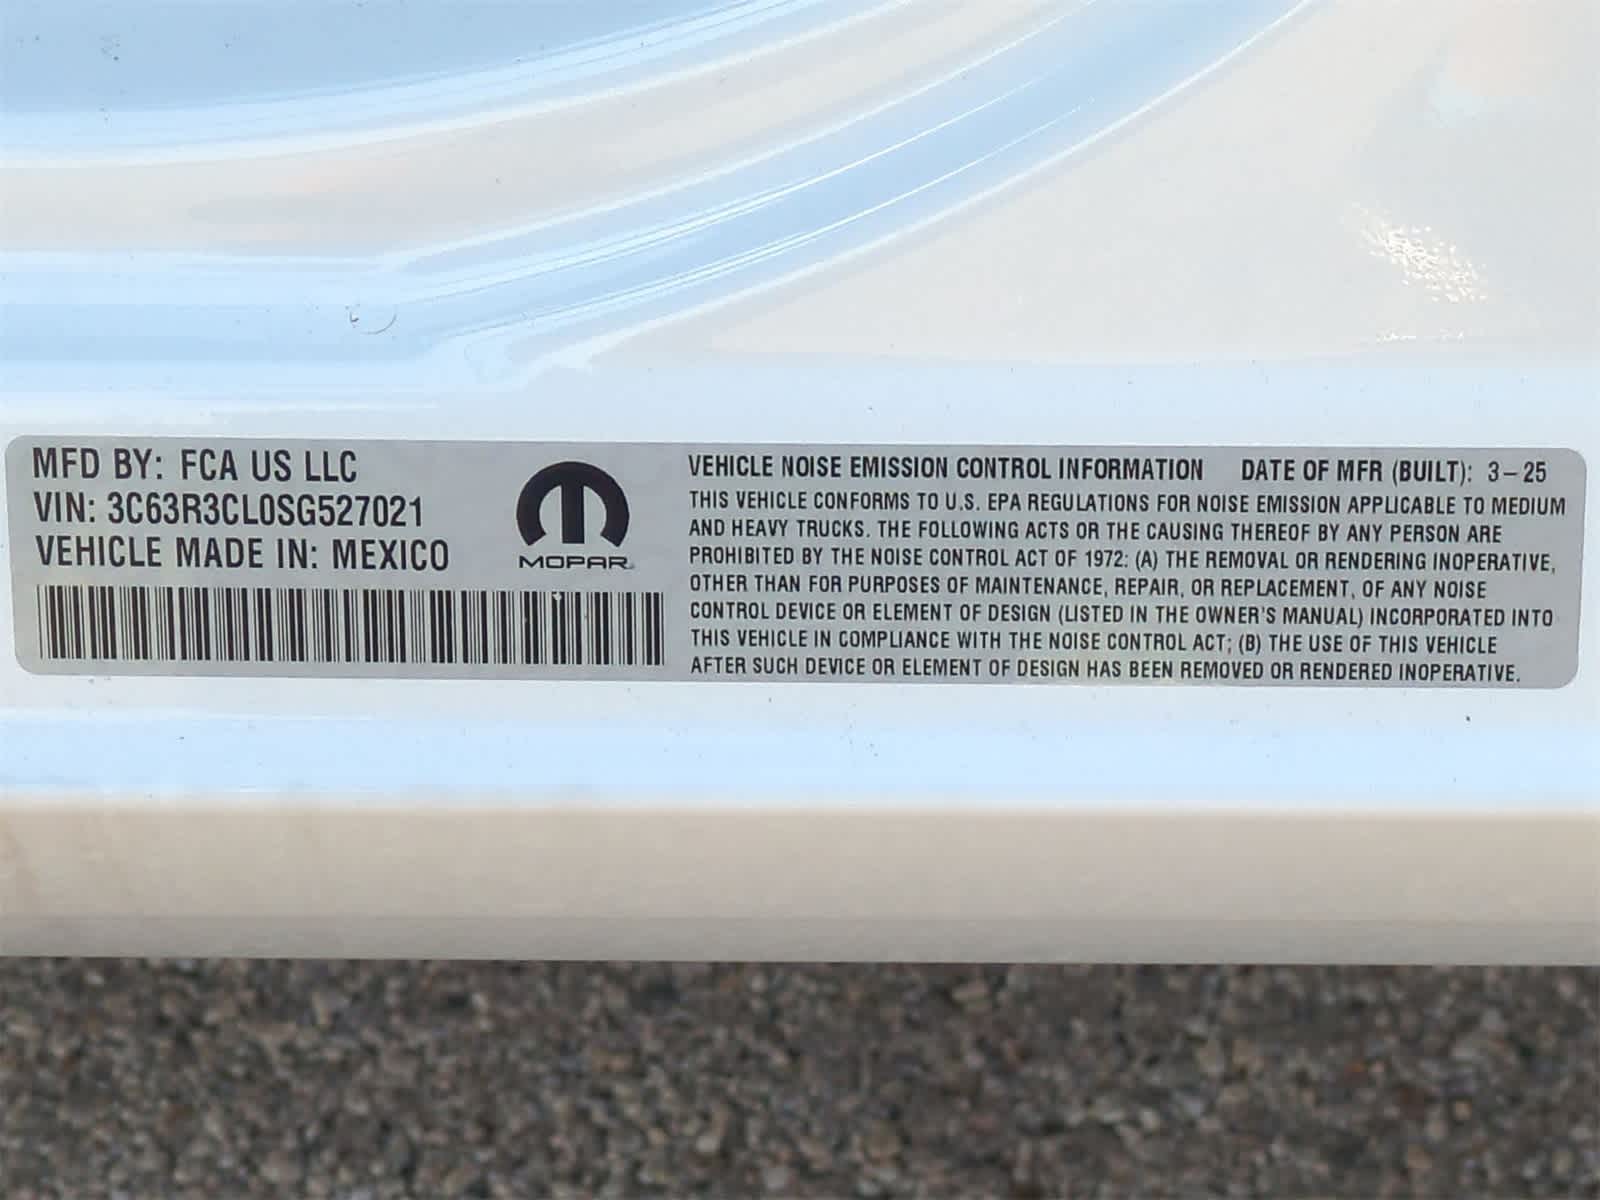 MFD BY: FCA US LLC
VIN: 3C63R3CL0SG527021
VEHICLE MADE IN: MEXICO
MOPAR
VEHICLE NOISE EMISSION CONTROL INFORMATION DATE OF MFR (BUILT): 3-25
THIS VEHICLE CONFORMS TO U.S. EPA REGULATIONS FOR NOISE EMISSION APPLICABLE TO MEDIUM
AND HEAVY TRUCKS. THE FOLLOWING ACTS OR THE CAUSING THEREOF BY ANY PERSON ARE
PROHIBITED BY THE NOISE CONTROL ACT OF 1972: (A) THE REMOVAL OR RENDERING INOPERATIVE,
OTHER THAN FOR PURPOSES OF MAINTENANCE, REPAIR, OR REPLACEMENT, OF ANY NOISE
CONTROL DEVICE OR ELEMENT OF DESIGN (LISTED IN THE OWNER'S MANUAL) INCORPORATED INTO
THIS VEHICLE IN COMPLIANCE WITH THE NOISE CONTROL ACT; (B) THE USE OF THIS VEHICLE
AFTER SUCH DEVICE OR ELEMENT OF DESIGN HAS BEEN REMOVED OR RENDERED INOPERATIVE.